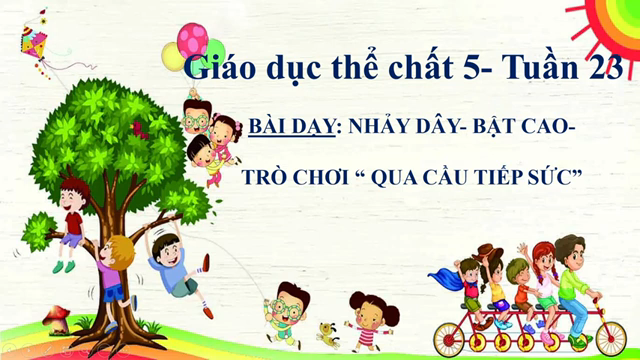 Giáo dục thể chất 5- Tuần 23
BÀI DẠY: NHẢY DÂY- BẬT CAO-
TRÒ CHƠI “ QUA CẦU TIẾP SỨC”